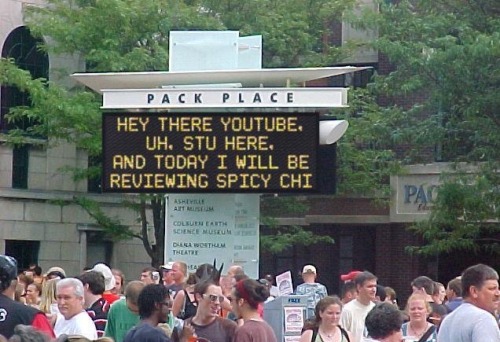 PACK PLACE
HEY THERE YOUTUBE.
UH. STU HERE.
AND TODAY I WILL BE
REVIEWING SPICY CHI
ASHEVILLE
ART MUSEUM
COLBURN EARTH
SCIENCE MUSEUM
DIANA WORTHAM
THEATRE
PAC
FREE